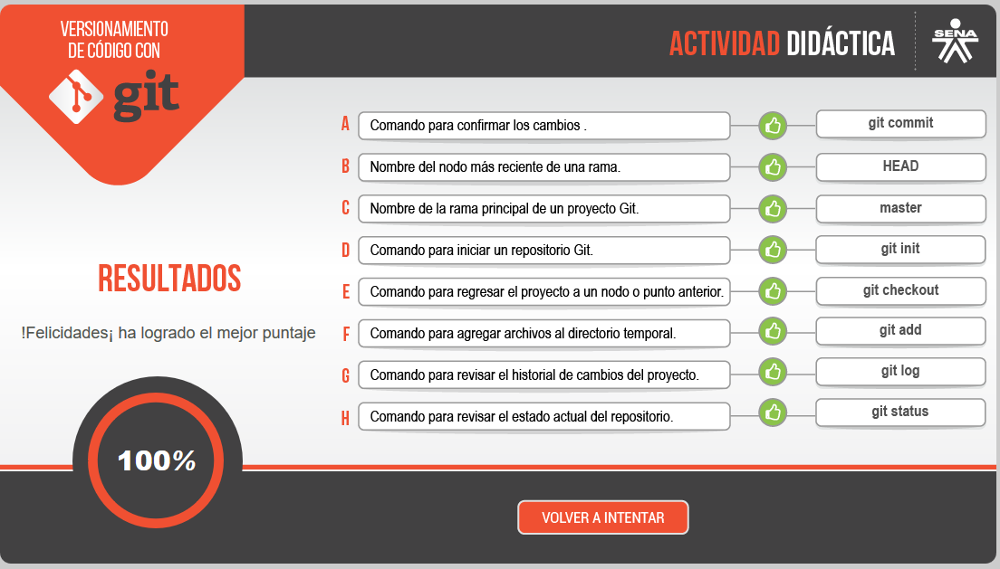 VERSIONAMIENTO
DE CÓDIGO CON
git
ACTIVIDAD DIDÁCTICA
SENA
A Comando para confirmar los cambios . git commit
B Nombre del nodo más reciente de una rama. HEAD
C Nombre de la rama principal de un proyecto Git. master
D Comando para iniciar un repositorio Git. git init
E Comando para regresar el proyecto a un nodo o punto anterior. git checkout
F Comando para agregar archivos al directorio temporal. git add
G Comando para revisar el historial de cambios del proyecto. git log
H Comando para revisar el estado actual del repositorio. git status
RESULTADOS
!Felicidades¡ ha logrado el mejor puntaje
100%
VOLVER A INTENTAR